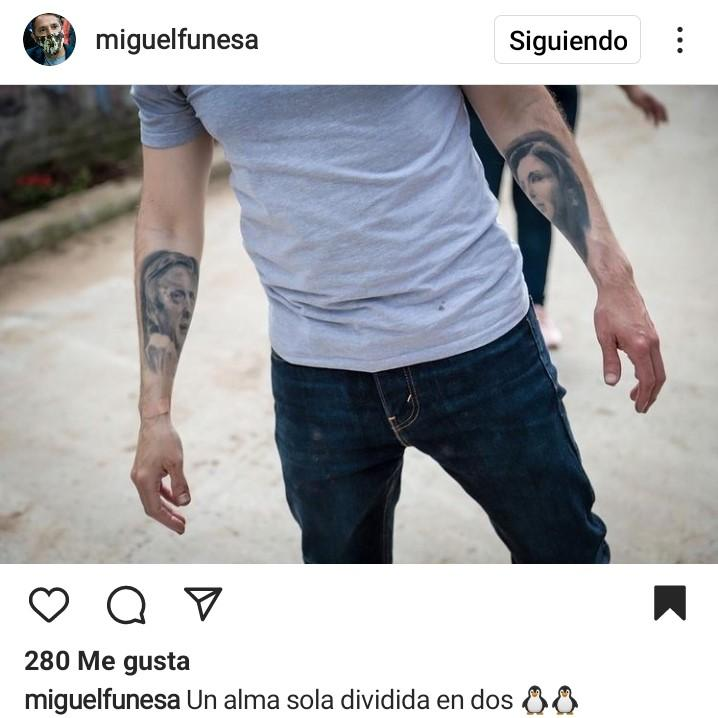 miguelfunesa
Siguiendo
280 Me gusta
miguelfunesa Un alma sola dividida en dos 🐧🐧